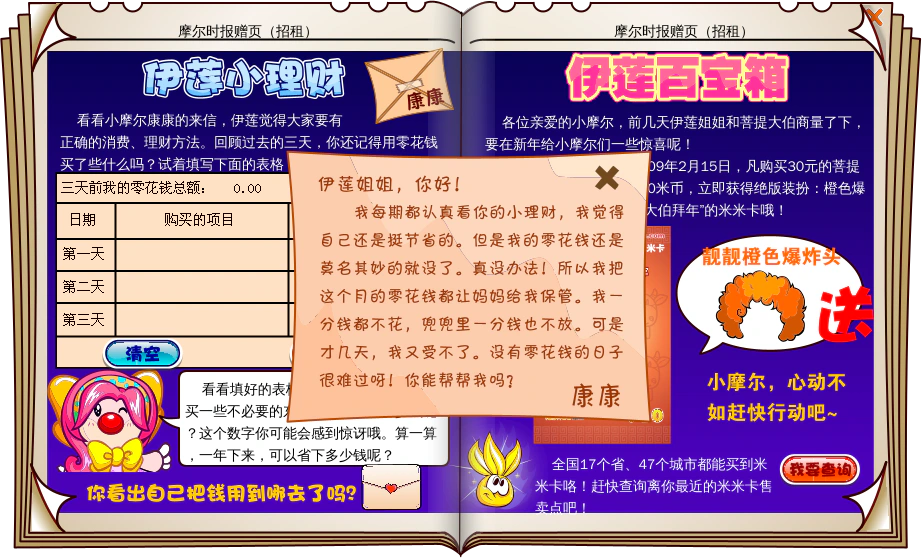 摩尔时报赠页（招租）
伊莲小理财
康康
看看小摩尔康康的来信，伊莲觉得大家要有
正确的消费、理财方法。回顾过去的三天，你还记得用零花钱
买了些什么吗？试着填写下面的表格
三天前我的零花钱总额： 0.00
日期 购买的项目
第一天
第二天
第三天
清空
看看填好的表格
买一些不必要的
？这个数字你可能会感到惊讶哦。算一算
，一年下来，可以省下多少钱呢？
你看出自己把钱用到哪去了吗？
伊莲姐姐，你好！
我每期都认真看你的小理财，我觉得
自己还是挺节省的。但是我的零花钱还是
莫名其妙的就没了。真没办法！所以我把
这个月的零花钱都让妈妈给我保管。我一
分钱都不花，兜兜里一分钱也不放。可是
才几天，我又受不了。没有零花钱的日子
很难过呀！你能帮帮我吗？
康康
摩尔时报赠页（招租）
伊莲百宝箱
各位亲爱的小摩尔，前几天伊莲姐姐和菩提大伯商量了下，
要在新年给小摩尔们一些惊喜呢！
09年2月15日，凡购买30元的菩提
0米币，立即获得绝版装扮：橙色爆
大伯拜年”的米米卡哦！
米卡
靓靓橙色爆炸头
送
小摩尔，心动不
如赶快行动吧~
全国17个省、47个城市都能买到米
米卡咯！赶快查询离你最近的米米卡售
卖点吧！
我要查询